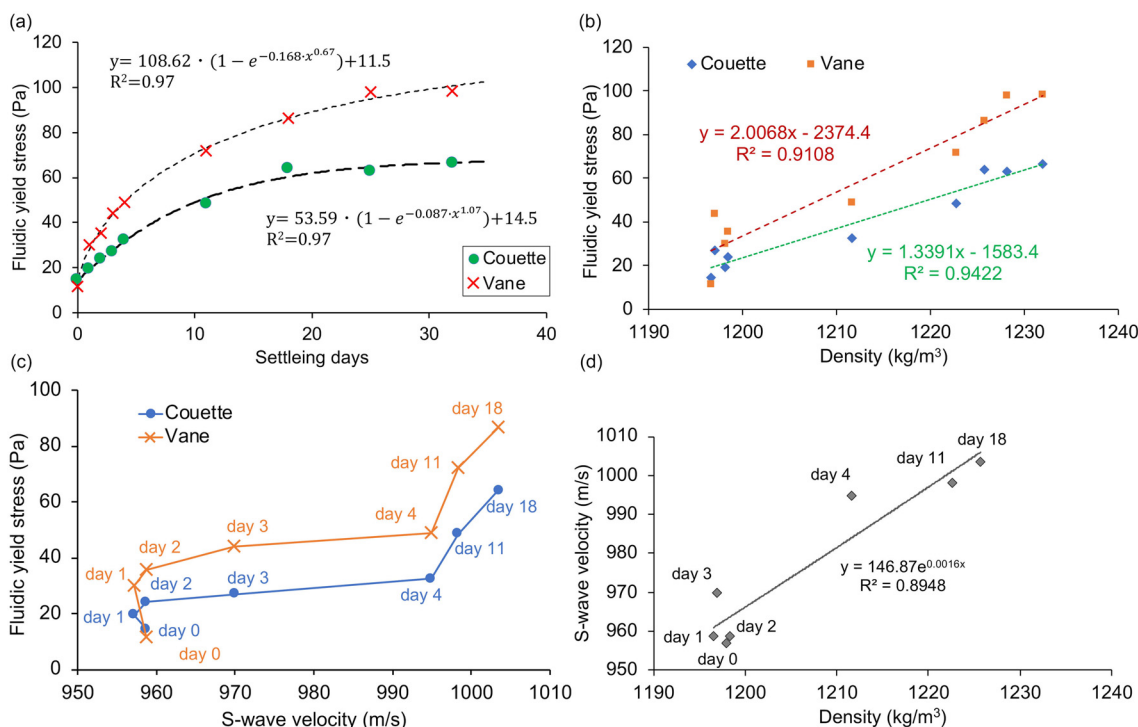 (a)
120
100
80
60
40
20
0
Fluidic yield stress (Pa)
y= 108.62 · (1 − e^{−0.168·x^{0.67}})+11.5
R²=0.97
y= 53.59 · (1 − e^{−0.087·x^{1.07}})+14.5
R²=0.97
Couette
Vane
0 10 20 30 40
Settleing days
(b)
120
100
80
60
40
20
0
Fluidic yield stress (Pa)
Couette Vane
y = 2.0068x - 2374.4
R² = 0.9108
y = 1.3391x - 1583.4
R² = 0.9422
1190 1200 1210 1220 1230 1240
Density (kg/m³)
(c)
100
80
60
40
20
0
Fluidic yield stress (Pa)
Couette
Vane
day 18
day 11
day 4
day 3
day 2
day 1
day 0
day 18
day 11
day 4
day 3
day 2
day 1
day 0
950 960 970 980 990 1000 1010
S-wave velocity (m/s)
(d)
1010
1000
990
980
970
960
950
S-wave velocity (m/s)
day 18
day 11
day 4
day 3
day 1
day 2
day 0
y = 146.87e^{0.0016x}
R² = 0.8948
1190 1200 1210 1220 1230 1240
Density (kg/m³)